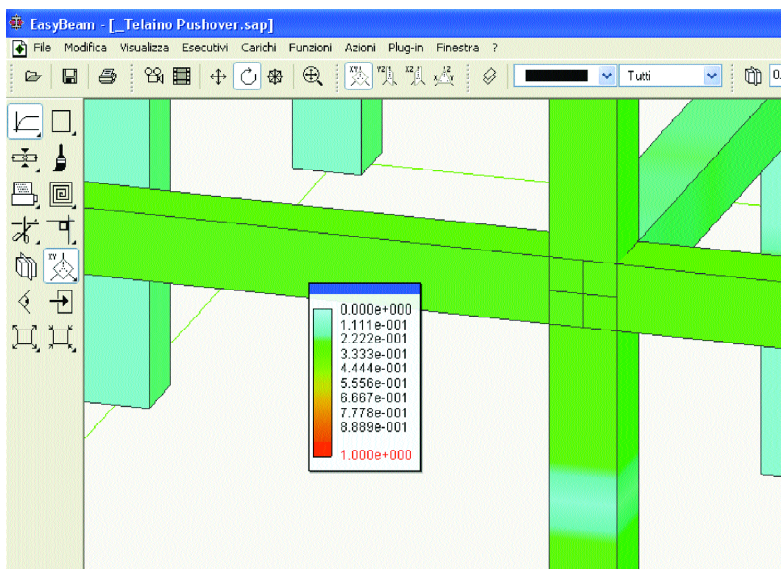 EasyBeam - [_Telaino Pushover.sap]
File Modifica Visualizza Esecutivi Carichi Funzioni Azioni Plug-in Finestra ?
Tutti
0.
XY
0.000e+000
1.111e-001
2.222e-001
3.333e-001
4.444e-001
5.556e-001
6.667e-001
7.778e-001
8.889e-001
1.000e+000